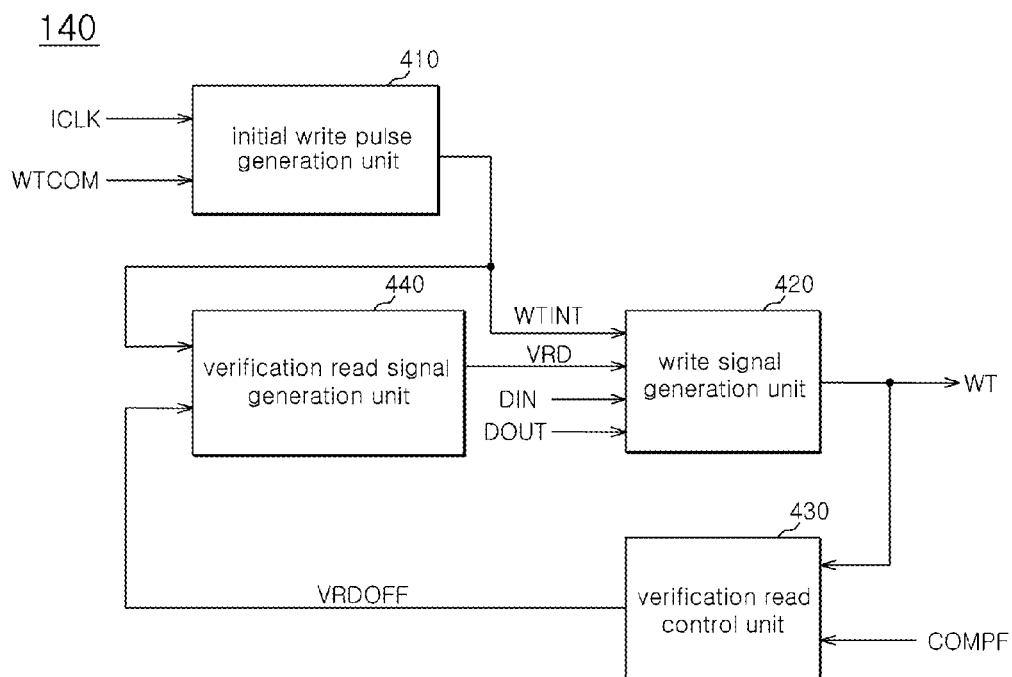 140
410
ICLK
initial write pulse
generation unit
WTCOM
440
420
WTINT
verification read signal
generation unit
VRD
write signal
generation unit
WT
DIN
DOUT
430
VRDOFF
verification read
control unit
COMPF